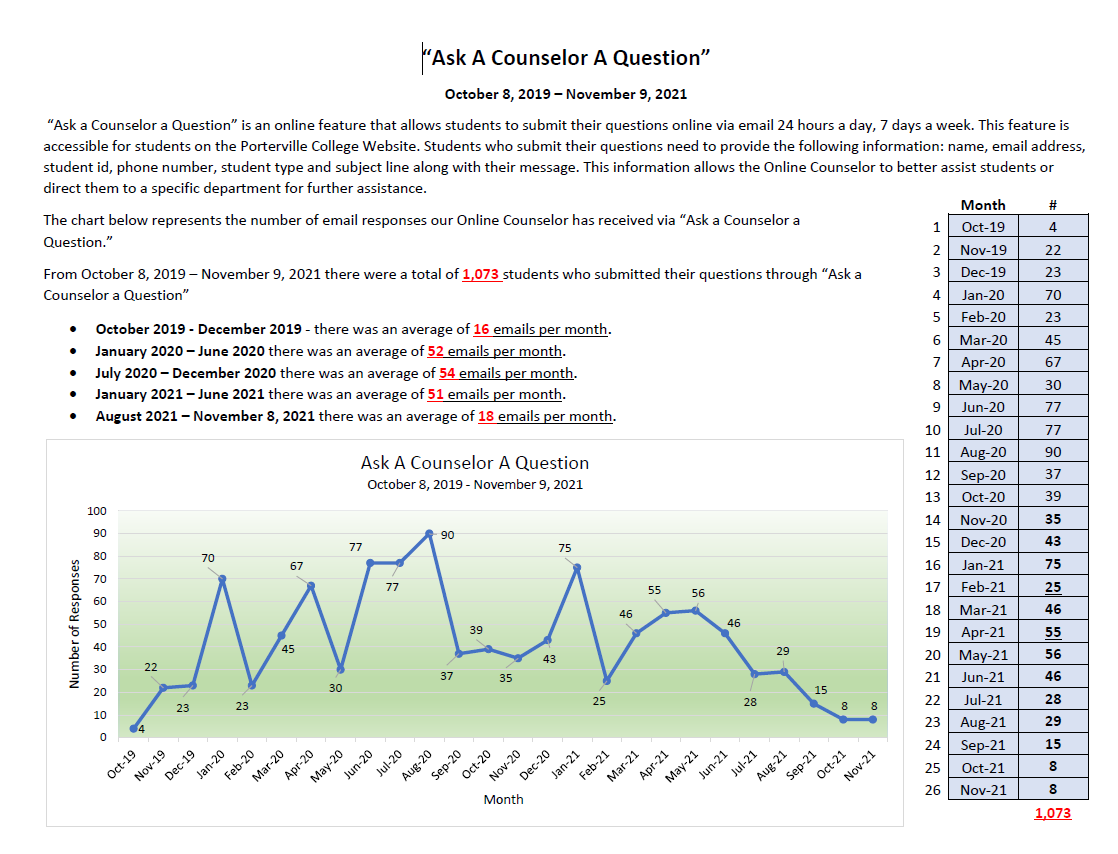 “Ask A Counselor A Question”
October 8, 2019 – November 9, 2021
“Ask a Counselor a Question” is an online feature that allows students to submit their questions online via email 24 hours a day, 7 days a week. This feature is
accessible for students on the Porterville College Website. Students who submit their questions need to provide the following information: name, email address,
student id, phone number, student type and subject line along with their message. This information allows the Online Counselor to better assist students or
direct them to a specific department for further assistance.
The chart below represents the number of email responses our Online Counselor has received via “Ask a Counselor a
Question.”
From October 8, 2019 – November 9, 2021 there were a total of 1,073 students who submitted their questions through “Ask a
Counselor a Question”
• October 2019 - December 2019 - there was an average of 16 emails per month.
• January 2020 – June 2020 there was an average of 52 emails per month.
• July 2020 – December 2020 there was an average of 54 emails per month.
• January 2021 – June 2021 there was an average of 51 emails per month.
• August 2021 – November 8, 2021 there was an average of 18 emails per month.
Month #
1 Oct-19 4
2 Nov-19 22
3 Dec-19 23
4 Jan-20 70
5 Feb-20 23
6 Mar-20 45
7 Apr-20 67
8 May-20 30
9 Jun-20 77
10 Jul-20 77
11 Aug-20 90
12 Sep-20 37
13 Oct-20 39
14 Nov-20 35
15 Dec-20 43
16 Jan-21 75
17 Feb-21 25
18 Mar-21 46
19 Apr-21 55
20 May-21 56
21 Jun-21 46
22 Jul-21 28
23 Aug-21 29
24 Sep-21 15
25 Oct-21 8
26 Nov-21 8
1,073
Ask A Counselor A Question
October 8, 2019 - November 9, 2021
Number of Responses
100
90
80
70
60
50
40
30
20
10
0
4
22
23
70
23
45
67
30
77
77
90
37
39
35
43
75
25
46
55
56
46
28
29
15
8
8
Oct-19
Nov-19
Dec-19
Jan-20
Feb-20
Mar-20
Apr-20
May-20
Jun-20
Jul-20
Aug-20
Sep-20
Oct-20
Nov-20
Dec-20
Jan-21
Feb-21
Mar-21
Apr-21
May-21
Jun-21
Jul-21
Aug-21
Sep-21
Oct-21
Nov-21
Month